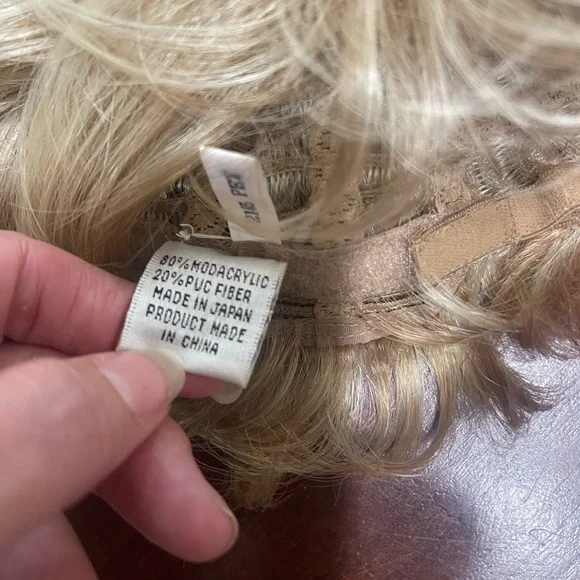 80% MODACRYLIC
20% PVC FIBER
MADE IN JAPAN
PRODUCT MADE
IN CHINA